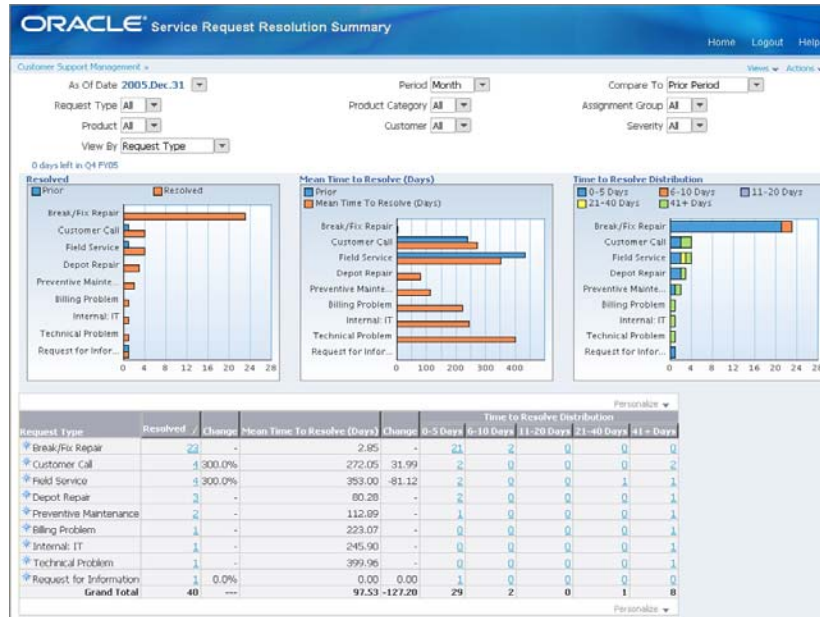 ORACLE Service Request Resolution Summary
Home Logout Help
Customer Support Management »
Views Actions
As Of Date 2005.Dec.31 Period Month Compare To Prior Period
Request Type All Product Category All Assignment Group All
Product All Customer All Severity All
View By Request Type
0 days left in Q4 FY05
Resolved
Prior Resolved
Break/Fix Repair
Customer Call
Field Service
Depot Repair
Preventive Mainte...
Billing Problem
Internal: IT
Technical Problem
Request for Infor...
0 4 8 12 16 20 24 28
Mean Time to Resolve (Days)
Prior
Mean Time To Resolve (Days)
Break/Fix Repair
Customer Call
Field Service
Depot Repair
Preventive Mainte...
Billing Problem
Internal: IT
Technical Problem
Request for Infor...
0 100 200 300 400
Time to Resolve Distribution
0-5 Days 6-10 Days 11-20 Days
21-40 Days 41+ Days
Break/Fix Repair
Customer Call
Field Service
Depot Repair
Preventive Mainte...
Billing Problem
Internal: IT
Technical Problem
Request for Infor...
0 4 8 12 16 20 24 28
Personalize
Time to Resolve Distribution
Request Type Resolved Change Mean Time To Resolve (Days) Change 0-5 Days 6-10 Days 11-20 Days 21-40 Days 41+ Days
Break/Fix Repair 23 - 2.85 - 21 2 0 0 0
Customer Call 4 300.0% 272.05 31.99 2 0 0 0 2
Field Service 4 300.0% 353.00 -81.12 2 0 0 1 1
Depot Repair 3 - 80.28 - 2 0 0 0 1
Preventive Maintenance 2 - 112.89 - 1 0 0 0 1
Billing Problem 1 - 223.07 - 0 0 0 0 1
Internal: IT 1 - 245.90 - 0 0 0 0 1
Technical Problem 1 - 399.96 - 0 0 0 0 1
Request for Information 1 0.0% 0.00 0.00 1 0 0 0 0
Grand Total 40 ---- 97.53 -127.20 29 2 0 1 8
Personalize